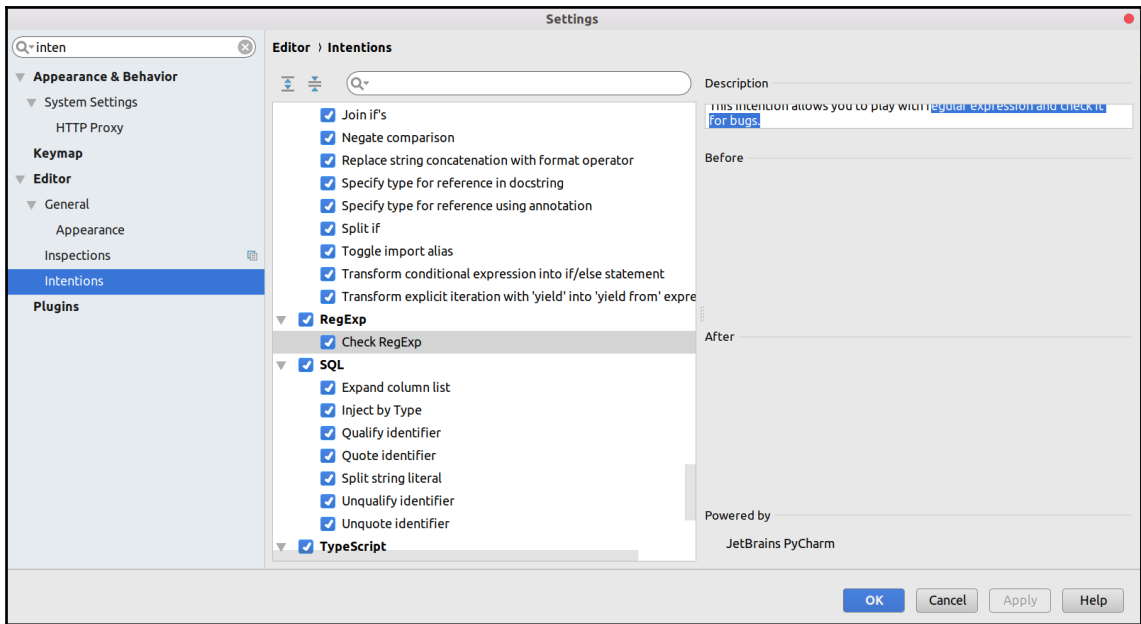 Settings
inten
Appearance & Behavior
System Settings
HTTP Proxy
Keymap
Editor
General
Appearance
Inspections
Intentions
Plugins
Editor › Intentions
Join if's
Negate comparison
Replace string concatenation with format operator
Specify type for reference in docstring
Specify type for reference using annotation
Split if
Toggle import alias
Transform conditional expression into if/else statement
Transform explicit iteration with 'yield' into 'yield from' expre
RegExp
Check RegExp
SQL
Expand column list
Inject by Type
Qualify identifier
Quote identifier
Split string literal
Unqualify identifier
Unquote identifier
TypeScript
Description
This intention allows you to play with regular expression and check it
for bugs.
Before
After
Powered by
JetBrains PyCharm
OK Cancel Apply Help